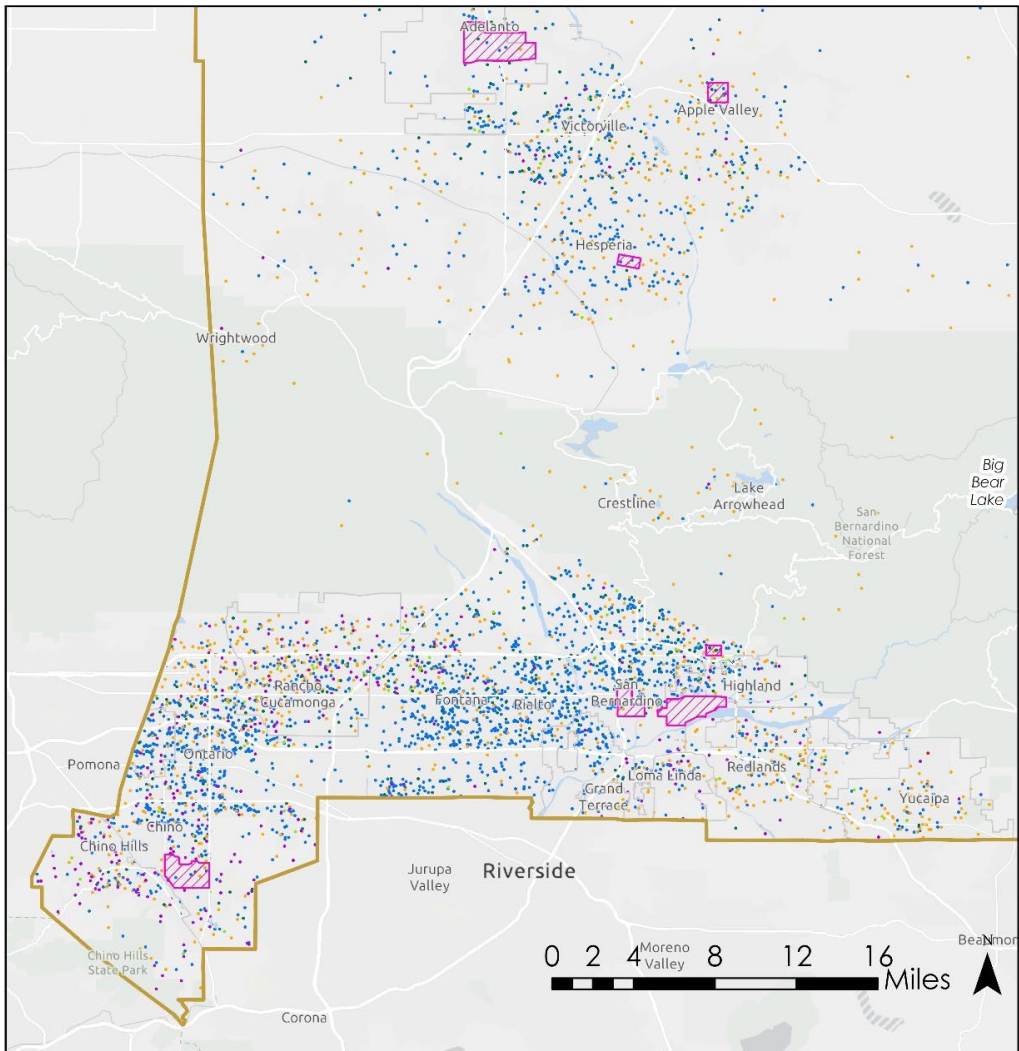 Adelanto
Apple Valley
Victorville
Hesperia
Wrightwood
Big
Bear
Lake
Crestline
Lake
Arrowhead
San
Bernardino
National
Forest
Rancho
Cucamonga
Fontana
Rialto
San
Bernardino
Highland
Ontario
Pomona
Loma Linda
Redlands
Grand
Terrace
Yucaipa
Chino
Chino Hills
Jurupa
Valley
Riverside
Chino Hills
State Park
Moreno
Valley
0 2 4 8 12 16
Miles
N
Corona